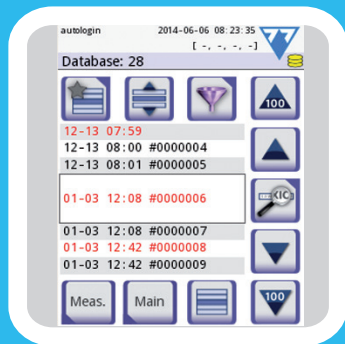 autologin 2014-06-06 08:23:35
[ -, -, -, -]
Database: 28
100
12-13 07:59
12-13 08:00 #0000004
12-13 08:01 #0000005
01-03 12:08 #0000006
KIC
01-03 12:08 #0000007
01-03 12:42 #0000008
01-03 12:42 #0000009
Meas. Main 100